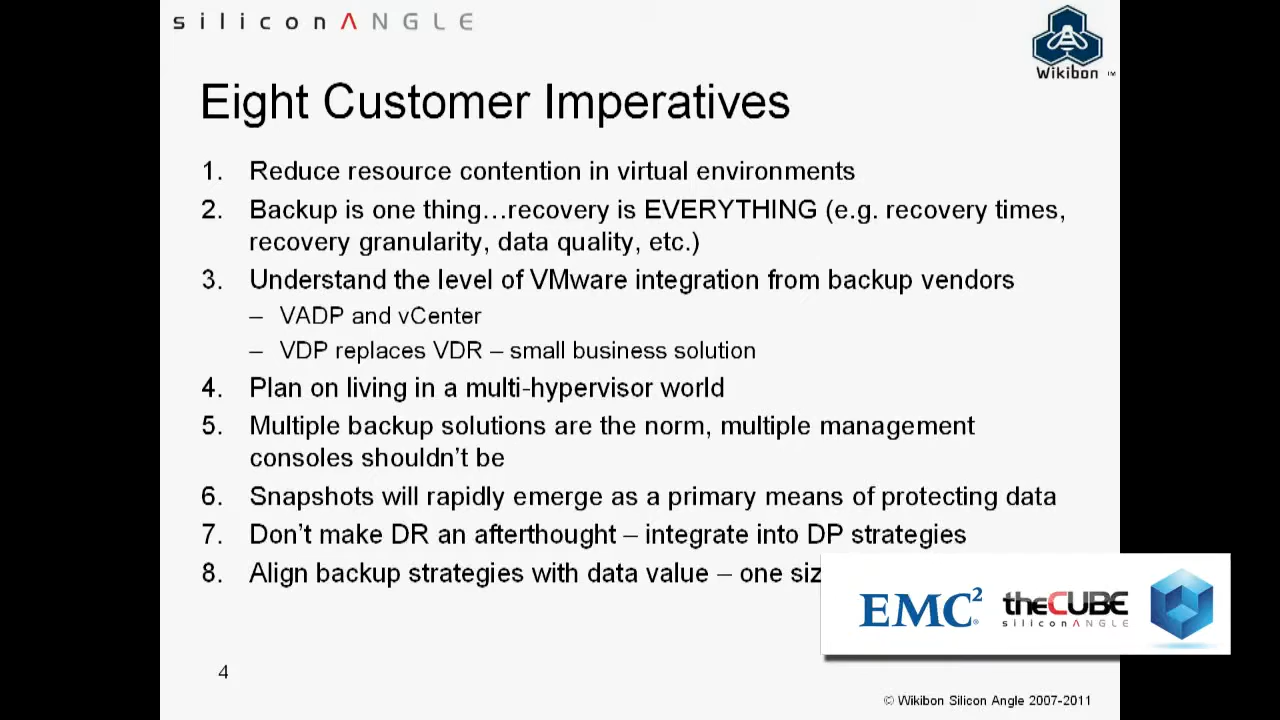 siliconANGLE
Wikibon TM
Eight Customer Imperatives
1. Reduce resource contention in virtual environments
2. Backup is one thing…recovery is EVERYTHING (e.g. recovery times,
recovery granularity, data quality, etc.)
3. Understand the level of VMware integration from backup vendors
– VADP and vCenter
– VDP replaces VDR – small business solution
4. Plan on living in a multi-hypervisor world
5. Multiple backup solutions are the norm, multiple management
consoles shouldn't be
6. Snapshots will rapidly emerge as a primary means of protecting data
7. Don't make DR an afterthought – integrate into DP strategies
8. Align backup strategies with data value – one
EMC²
theCUBE
siliconANGLE
4
© Wikibon Silicon Angle 2007-2011